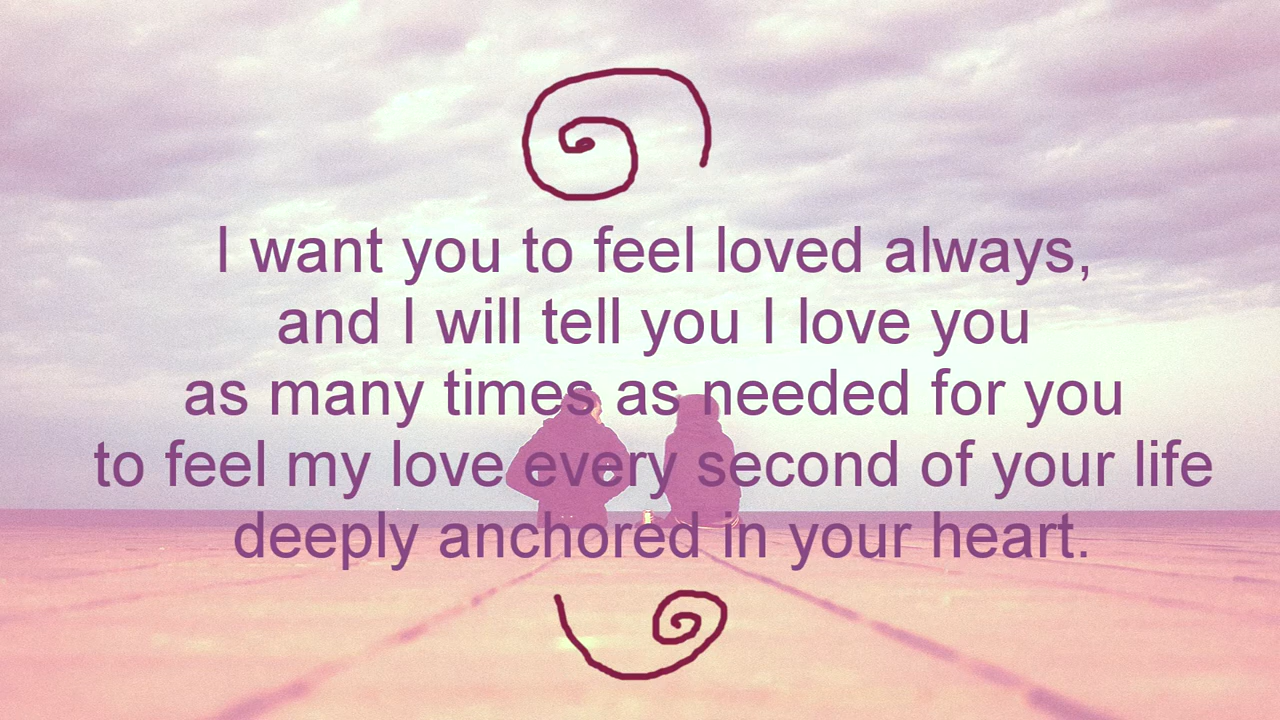 I want you to feel loved always,
and I will tell you I love you
as many times as needed for you
to feel my love every second of your life
deeply anchored in your heart.